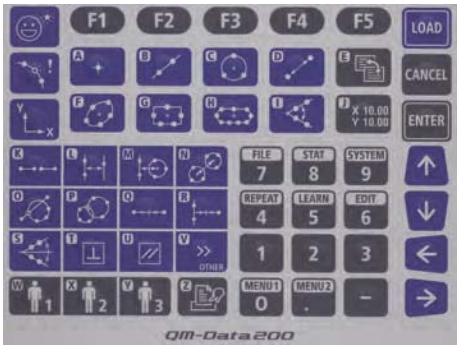 F1 F2 F3 F4 F5 LOAD
! A B C D E CANCEL
Y X F G H I J X 10.00 Y 10.00 ENTER
K L M N FILE 7 STAT 8 SYSTEM 9
O P Q R REPEAT 4 LEARN 5 EDIT 6
S T U V >> OTHER 1 2 3
W 1 X 2 Y 3 Z MENU1 0 MENU2 . -
QM-Data200